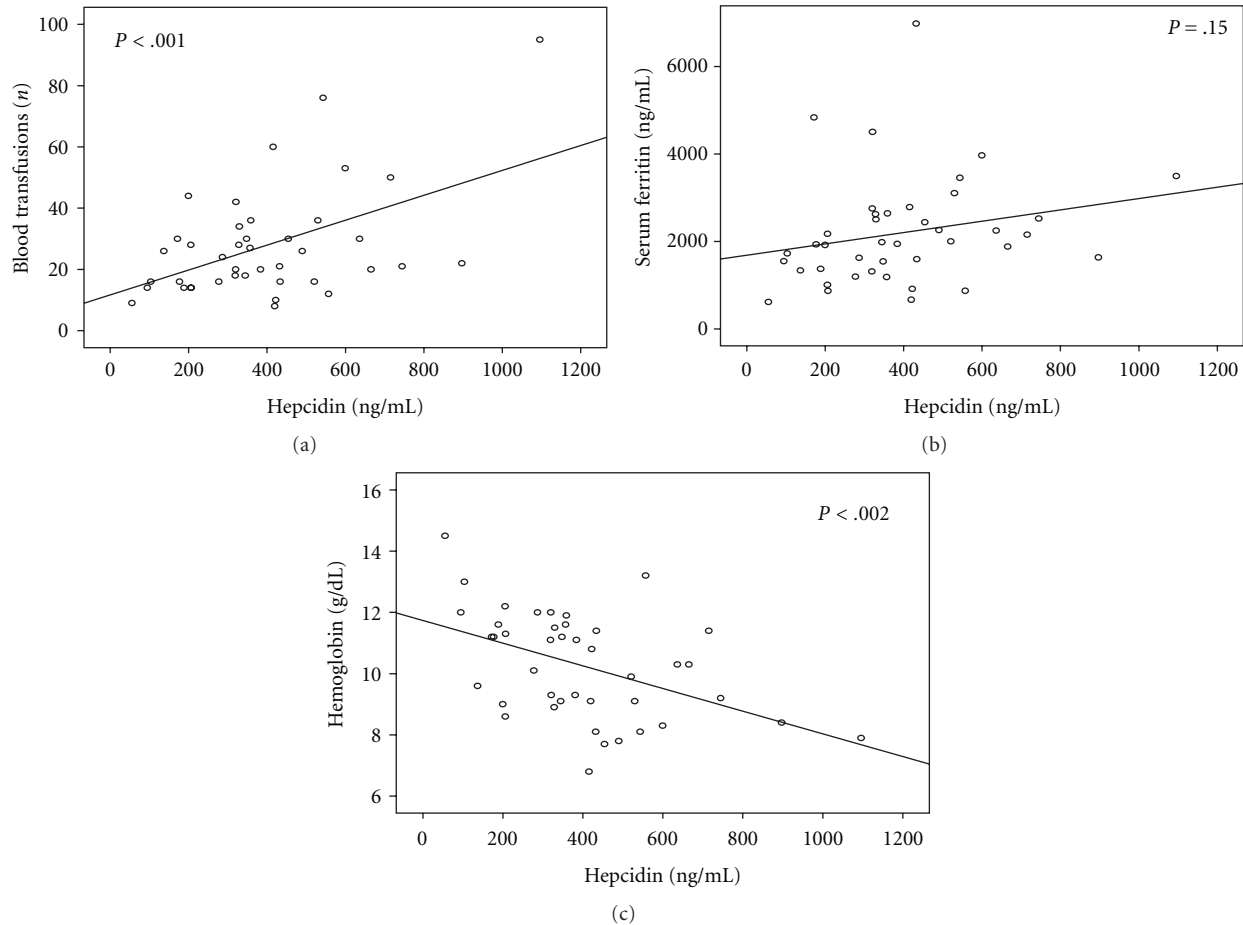 100
80
60
40
20
0
Blood transfusions (n)
P < .001
0 200 400 600 800 1000 1200
Hepcidin (ng/mL)
(a)
6000
4000
2000
0
Serum ferritin (ng/mL)
P = .15
0 200 400 600 800 1000 1200
Hepcidin (ng/mL)
(b)
16
14
12
10
8
6
Hemoglobin (g/dL)
P < .002
0 200 400 600 800 1000 1200
Hepcidin (ng/mL)
(c)